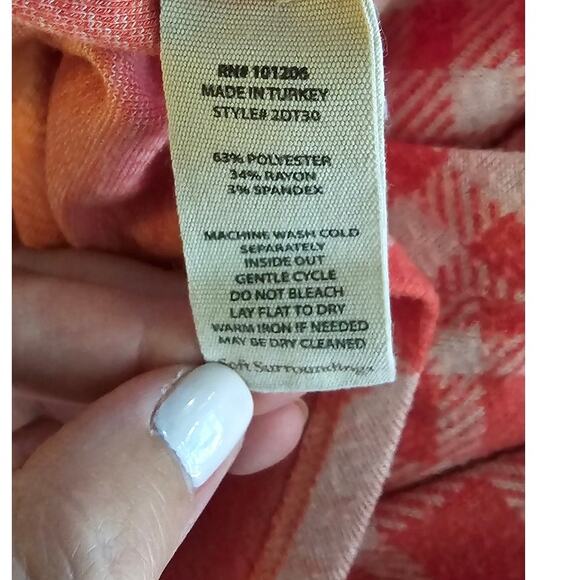 RN# 101206
MADE IN TURKEY
STYLE# 2DT30
63% POLYESTER
34% RAYON
3% SPANDEX
MACHINE WASH COLD
SEPARATELY
INSIDE OUT
GENTLE CYCLE
DO NOT BLEACH
LAY FLAT TO DRY
WARM IRON IF NEEDED
MAY BE DRY CLEANED
Soft Surroundings